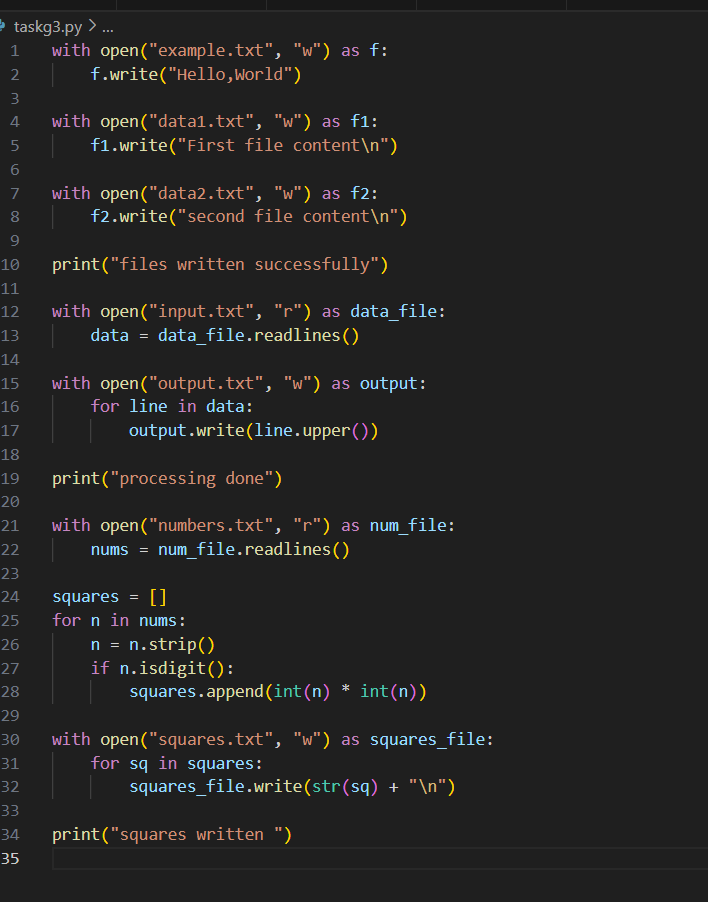 taskg3.py > ...
1 with open("example.txt", "w") as f:
2     f.write("Hello,World")
3
4 with open("data1.txt", "w") as f1:
5     f1.write("First file content\n")
6
7 with open("data2.txt", "w") as f2:
8     f2.write("second file content\n")
9
10 print("files written successfully")
11
12 with open("input.txt", "r") as data_file:
13     data = data_file.readlines()
14
15 with open("output.txt", "w") as output:
16     for line in data:
17         output.write(line.upper())
18
19 print("processing done")
20
21 with open("numbers.txt", "r") as num_file:
22     nums = num_file.readlines()
23
24 squares = []
25 for n in nums:
26     n = n.strip()
27     if n.isdigit():
28         squares.append(int(n) * int(n))
29
30 with open("squares.txt", "w") as squares_file:
31     for sq in squares:
32         squares_file.write(str(sq) + "\n")
33
34 print("squares written ")
35